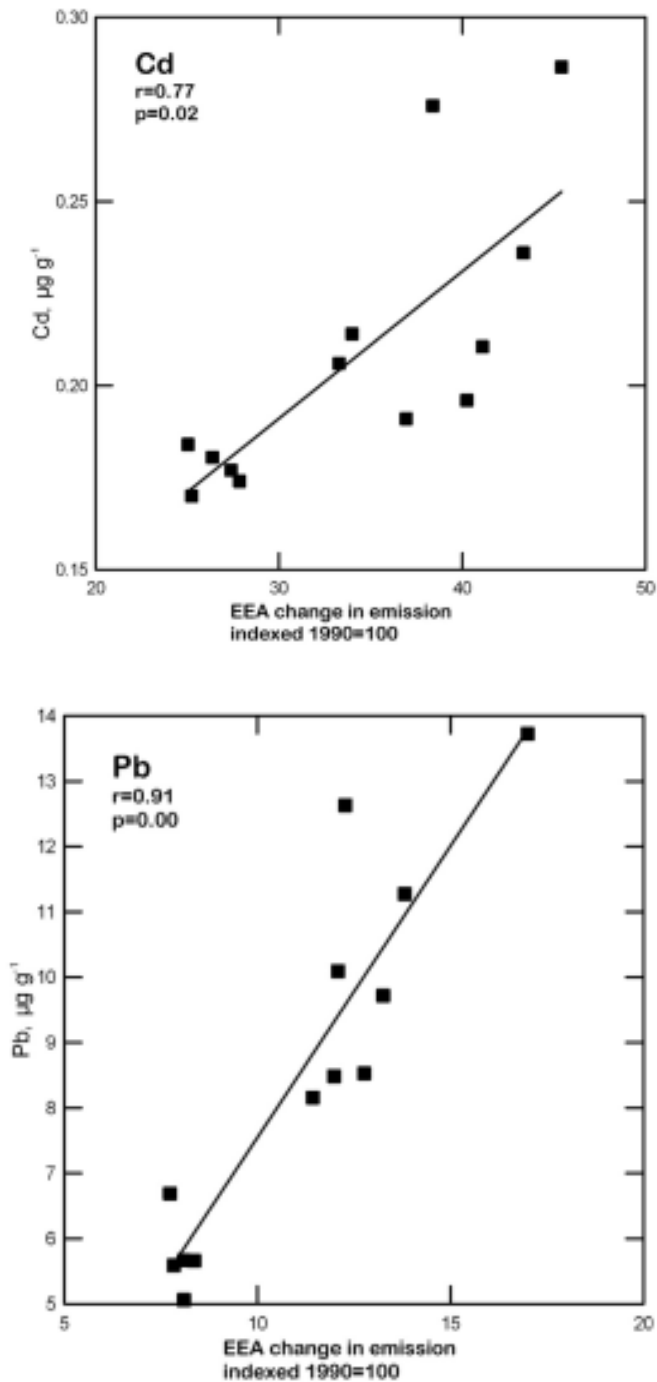 0.30
Cd
r=0.77
p=0.02
0.25
Cd, µg g⁻¹
0.20
0.15
20 30 40 50
EEA change in emission
indexed 1990=100
14
Pb
r=0.91
p=0.00
13
12
11
10
Pb, µg g⁻¹
9
8
7
6
5
5 10 15 20
EEA change in emission
indexed 1990=100